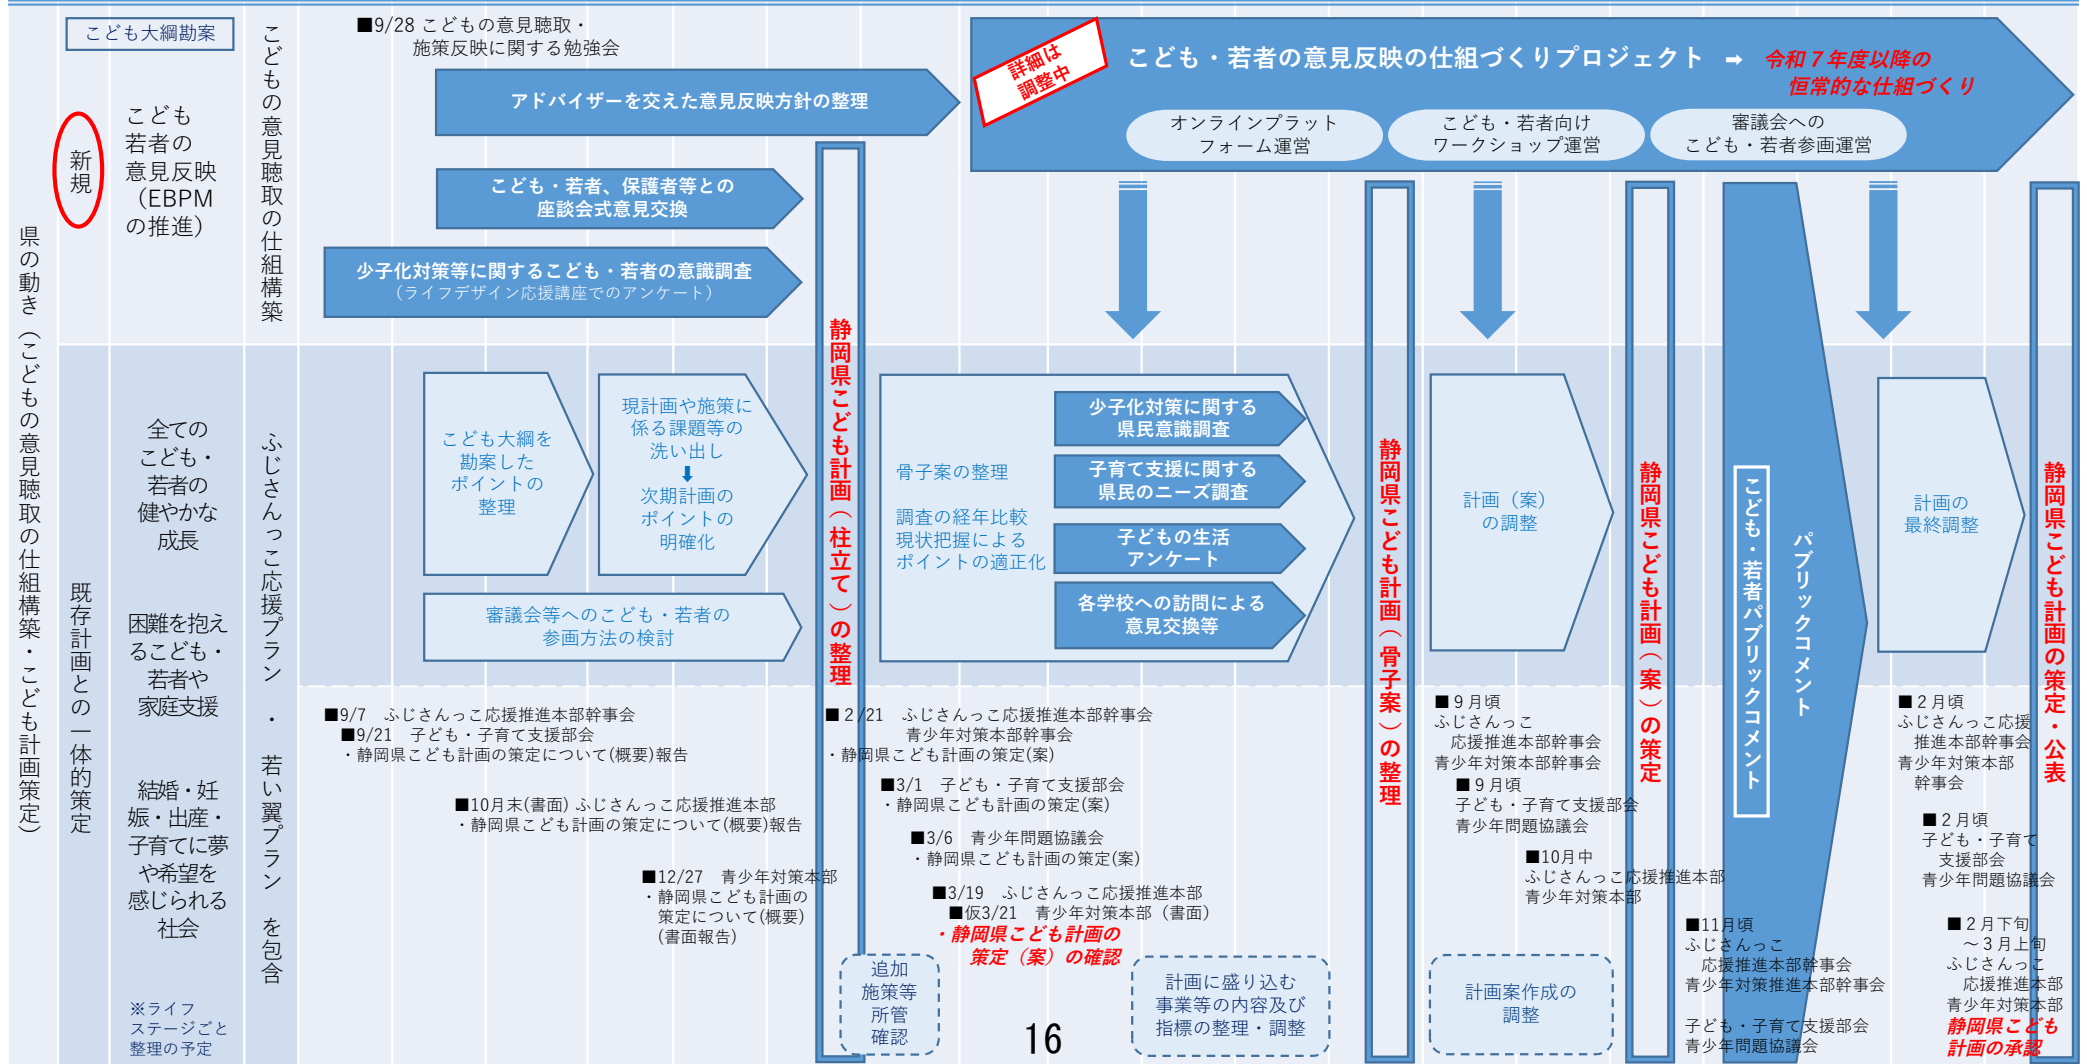 こども大綱勘案
新規
こども
若者の
意見反映
（EBPM
の推進）
こどもの意見聴取の仕組構築
県の動き（こどもの意見聴取の仕組構築・こども計画策定）
■9/28 こどもの意見聴取・
施策反映に関する勉強会
アドバイザーを交えた意見反映方針の整理
こども・若者、保護者等との
座談会式意見交換
少子化対策等に関するこども・若者の意識調査
（ライフデザイン応援講座でのアンケート）
詳細は
調整中
こども・若者の意見反映の仕組づくりプロジェクト ➡ 令和７年度以降の
恒常的な仕組づくり
オンラインプラット
フォーム運営
こども・若者向け
ワークショップ運営
審議会への
こども・若者参画運営
既存計画との一体的策定
全ての
こども・
若者の
健やかな
成長
困難を抱え
るこども・
若者や
家庭支援
結婚・妊
娠・出産・
子育てに夢
や希望を
感じられる
社会
※ライフ
ステージごと
整理の予定
ふじさんっこ応援プラン ・ 若い翼プラン を包含
こども大綱を
勘案した
ポイントの
整理
現計画や施策に
係る課題等の
洗い出し
⬇
次期計画の
ポイントの
明確化
審議会等へのこども・若者の
参画方法の検討
静岡県こども計画（柱立て）の整理
骨子案の整理
調査の経年比較
現状把握による
ポイントの適正化
少子化対策に関する
県民意識調査
子育て支援に関する
県民のニーズ調査
子どもの生活
アンケート
各学校への訪問による
意見交換等
静岡県こども計画（骨子案）の整理
計画（案）
の調整
静岡県こども計画（案）の策定
こども・若者パブリックコメント
パブリックコメント
計画の
最終調整
静岡県こども計画の策定・公表
■9/7 ふじさんっこ応援推進本部幹事会
■9/21 子ども・子育て支援部会
・静岡県こども計画の策定について(概要)報告
■10月末(書面) ふじさんっこ応援推進本部
・静岡県こども計画の策定について(概要)報告
■12/27 青少年対策本部
・静岡県こども計画の
策定について(概要)
(書面報告)
■２/21 ふじさんっこ応援推進本部幹事会
青少年対策本部幹事会
・静岡県こども計画の策定(案)
■3/1 子ども・子育て支援部会
・静岡県こども計画の策定(案)
■3/6 青少年問題協議会
・静岡県こども計画の策定(案)
■3/19 ふじさんっこ応援推進本部
■仮3/21 青少年対策本部（書面）
・静岡県こども計画の
策定（案）の確認
■９月頃
ふじさんっこ
応援推進本部幹事会
青少年対策本部幹事会
■９月頃
子ども・子育て支援部会
青少年問題協議会
■10月中
ふじさんっこ応援推進本部
青少年対策本部
■11月頃
ふじさんっこ
応援推進本部幹事会
青少年対策推進本部幹事会
子ども・子育て支援部会
青少年問題協議会
■２月頃
ふじさんっこ応援
推進本部幹事会
青少年対策本部
幹事会
■２月頃
子ども・子育て
支援部会
青少年問題協議会
■２月下旬
～３月上旬
ふじさんっこ
応援推進本部
青少年対策本部
静岡県こども
計画の承認
追加
施策等
所管
確認
計画に盛り込む
事業等の内容及び
指標の整理・調整
計画案作成の
調整
16